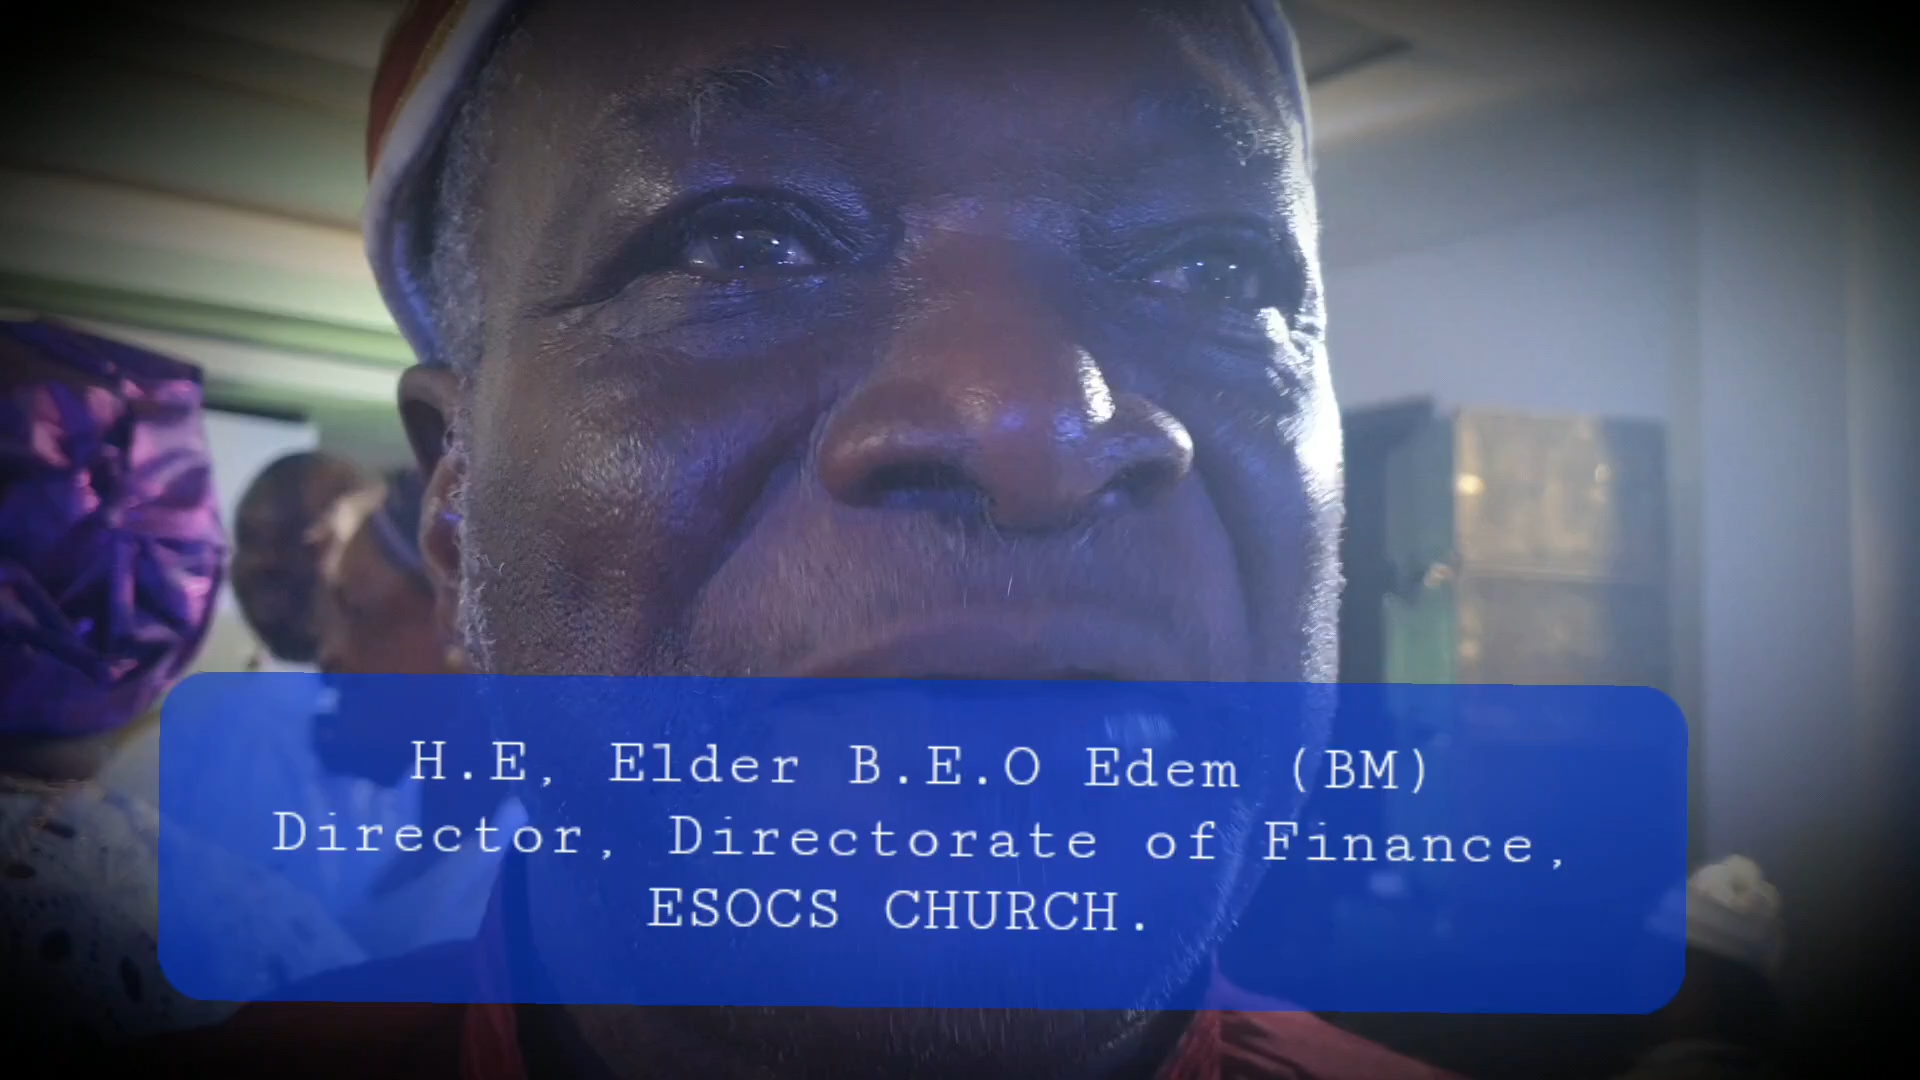 H.E, Elder B.E.O Edem (BM)
Director, Directorate of Finance,
ESOCS CHURCH.